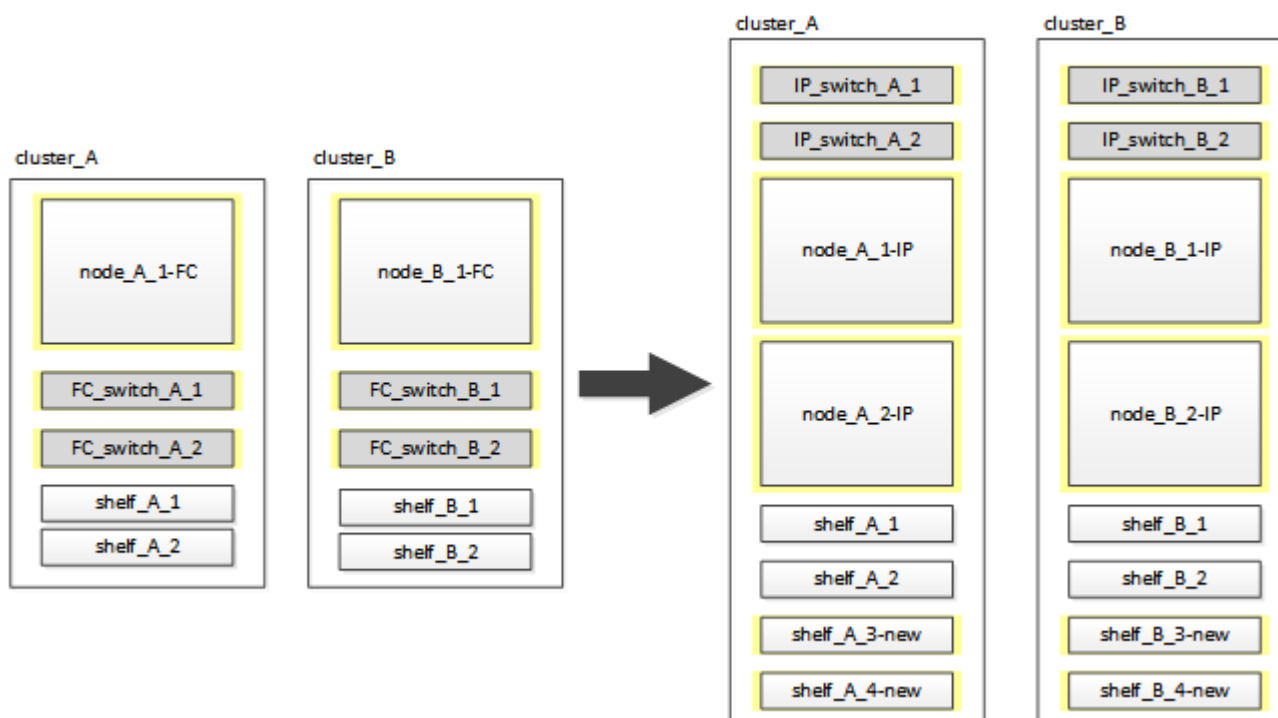 cluster_A
node_A_1-FC
FC_switch_A_1
FC_switch_A_2
shelf_A_1
shelf_A_2
cluster_B
node_B_1-FC
FC_switch_B_1
FC_switch_B_2
shelf_B_1
shelf_B_2
cluster_A
IP_switch_A_1
IP_switch_A_2
node_A_1-IP
node_A_2-IP
shelf_A_1
shelf_A_2
shelf_A_3-new
shelf_A_4-new
cluster_B
IP_switch_B_1
IP_switch_B_2
node_B_1-IP
node_B_2-IP
shelf_B_1
shelf_B_2
shelf_B_3-new
shelf_B_4-new